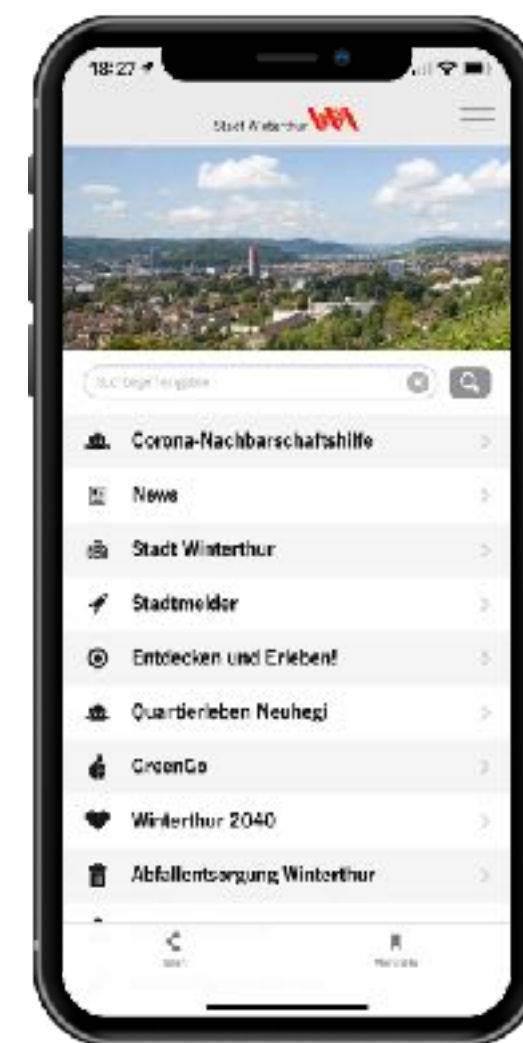 18:27
Stadt Winterthur
Corona-Nachbarschaftshilfe
News
Stadt Winterthur
Stadtmelder
Entdecken und Erleben!
Quartierleben Neuhegi
GreenGo
Winterthur 2040
Abfallentsorgung Winterthur